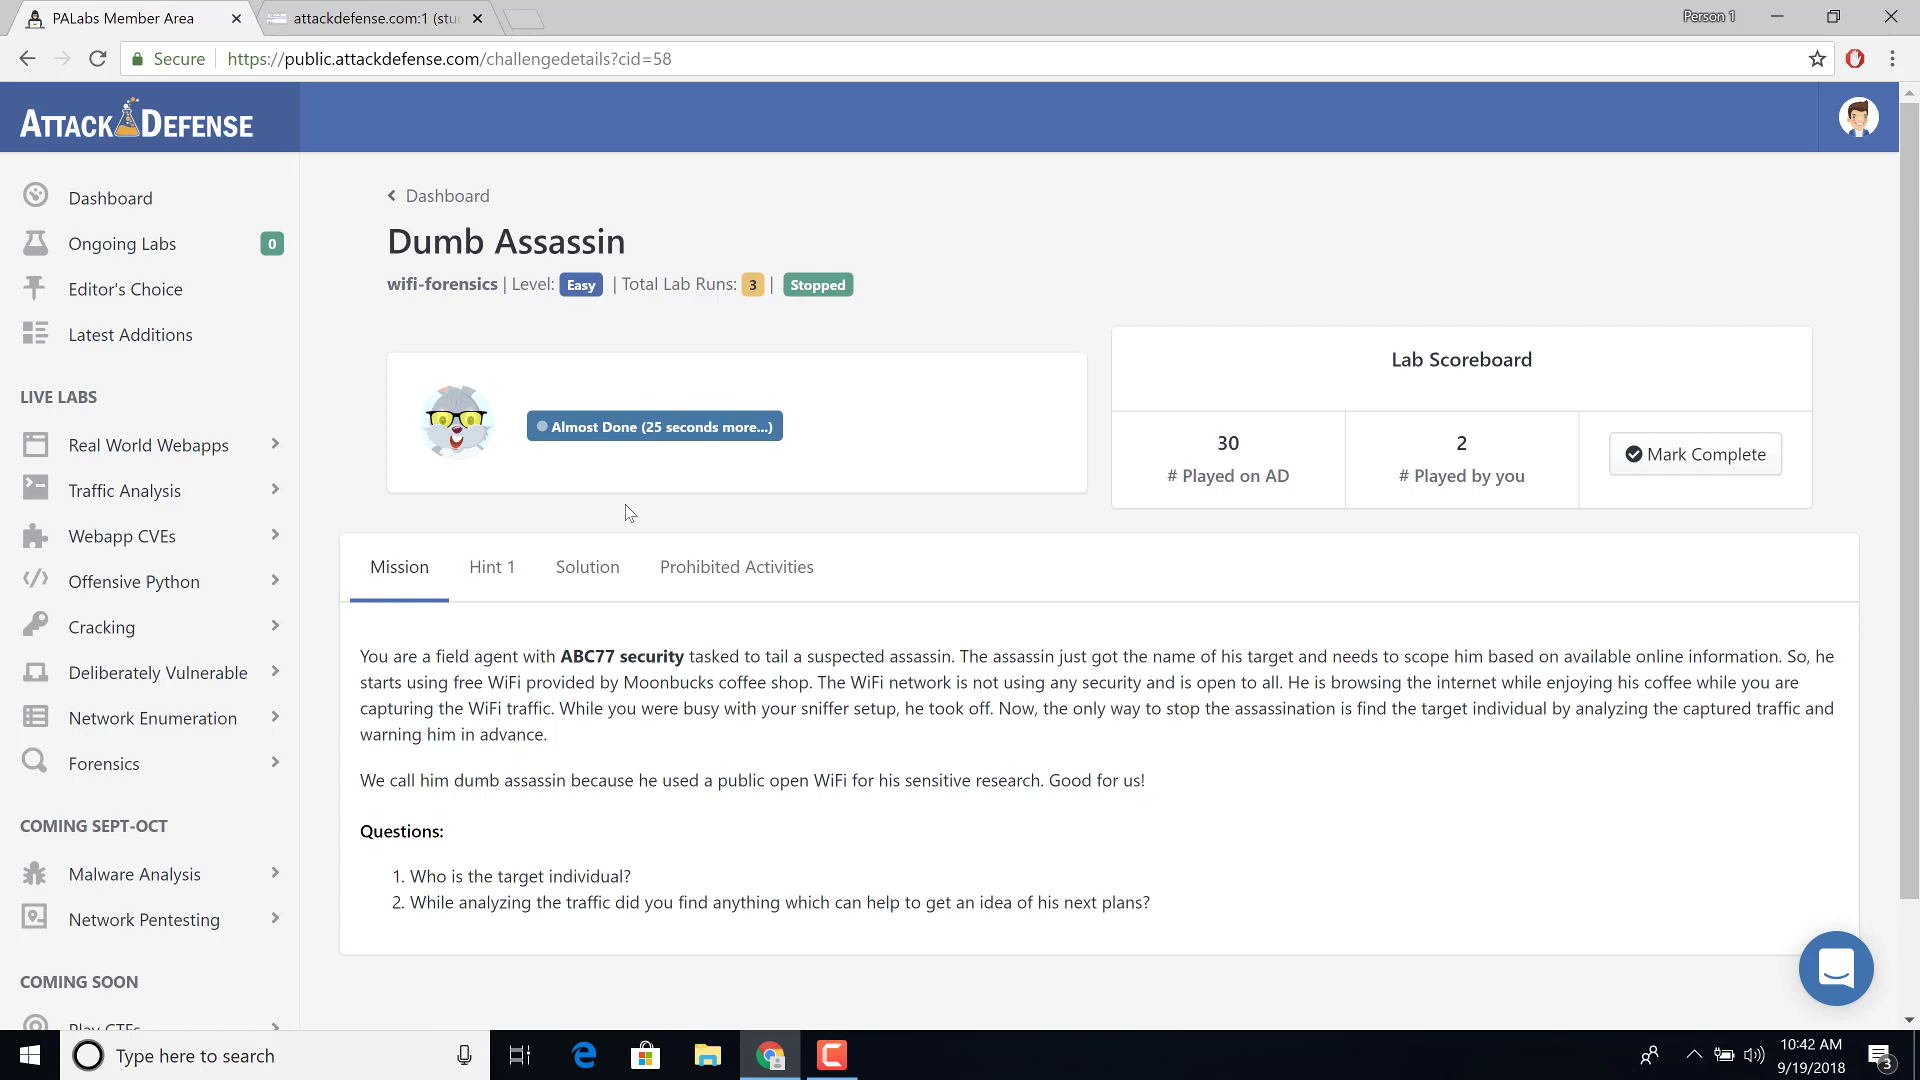 PALabs Member Area
attackdefense.com:1 (stu
Person 1
Secure
https://public.attackdefense.com/challengedetails?cid=58
ATTACK DEFENSE
Dashboard
Ongoing Labs
0
Editor's Choice
Latest Additions
LIVE LABS
Real World Webapps
Traffic Analysis
Webapp CVEs
Offensive Python
Cracking
Deliberately Vulnerable
Network Enumeration
Forensics
COMING SEPT-OCT
Malware Analysis
Network Pentesting
COMING SOON
Play CTFs
Dashboard
Dumb Assassin
wifi-forensics | Level: Easy | Total Lab Runs: 3 | Stopped
Almost Done (25 seconds more...)
Lab Scoreboard
30
# Played on AD
2
# Played by you
Mark Complete
Mission
Hint 1
Solution
Prohibited Activities
You are a field agent with ABC77 security tasked to tail a suspected assassin. The assassin just got the name of his target and needs to scope him based on available online information. So, he
starts using free WiFi provided by Moonbucks coffee shop. The WiFi network is not using any security and is open to all. He is browsing the internet while enjoying his coffee while you are
capturing the WiFi traffic. While you were busy with your sniffer setup, he took off. Now, the only way to stop the assassination is find the target individual by analyzing the captured traffic and
warning him in advance.
We call him dumb assassin because he used a public open WiFi for his sensitive research. Good for us!
Questions:
1. Who is the target individual?
2. While analyzing the traffic did you find anything which can help to get an idea of his next plans?
Type here to search
10:42 AM
9/19/2018
3